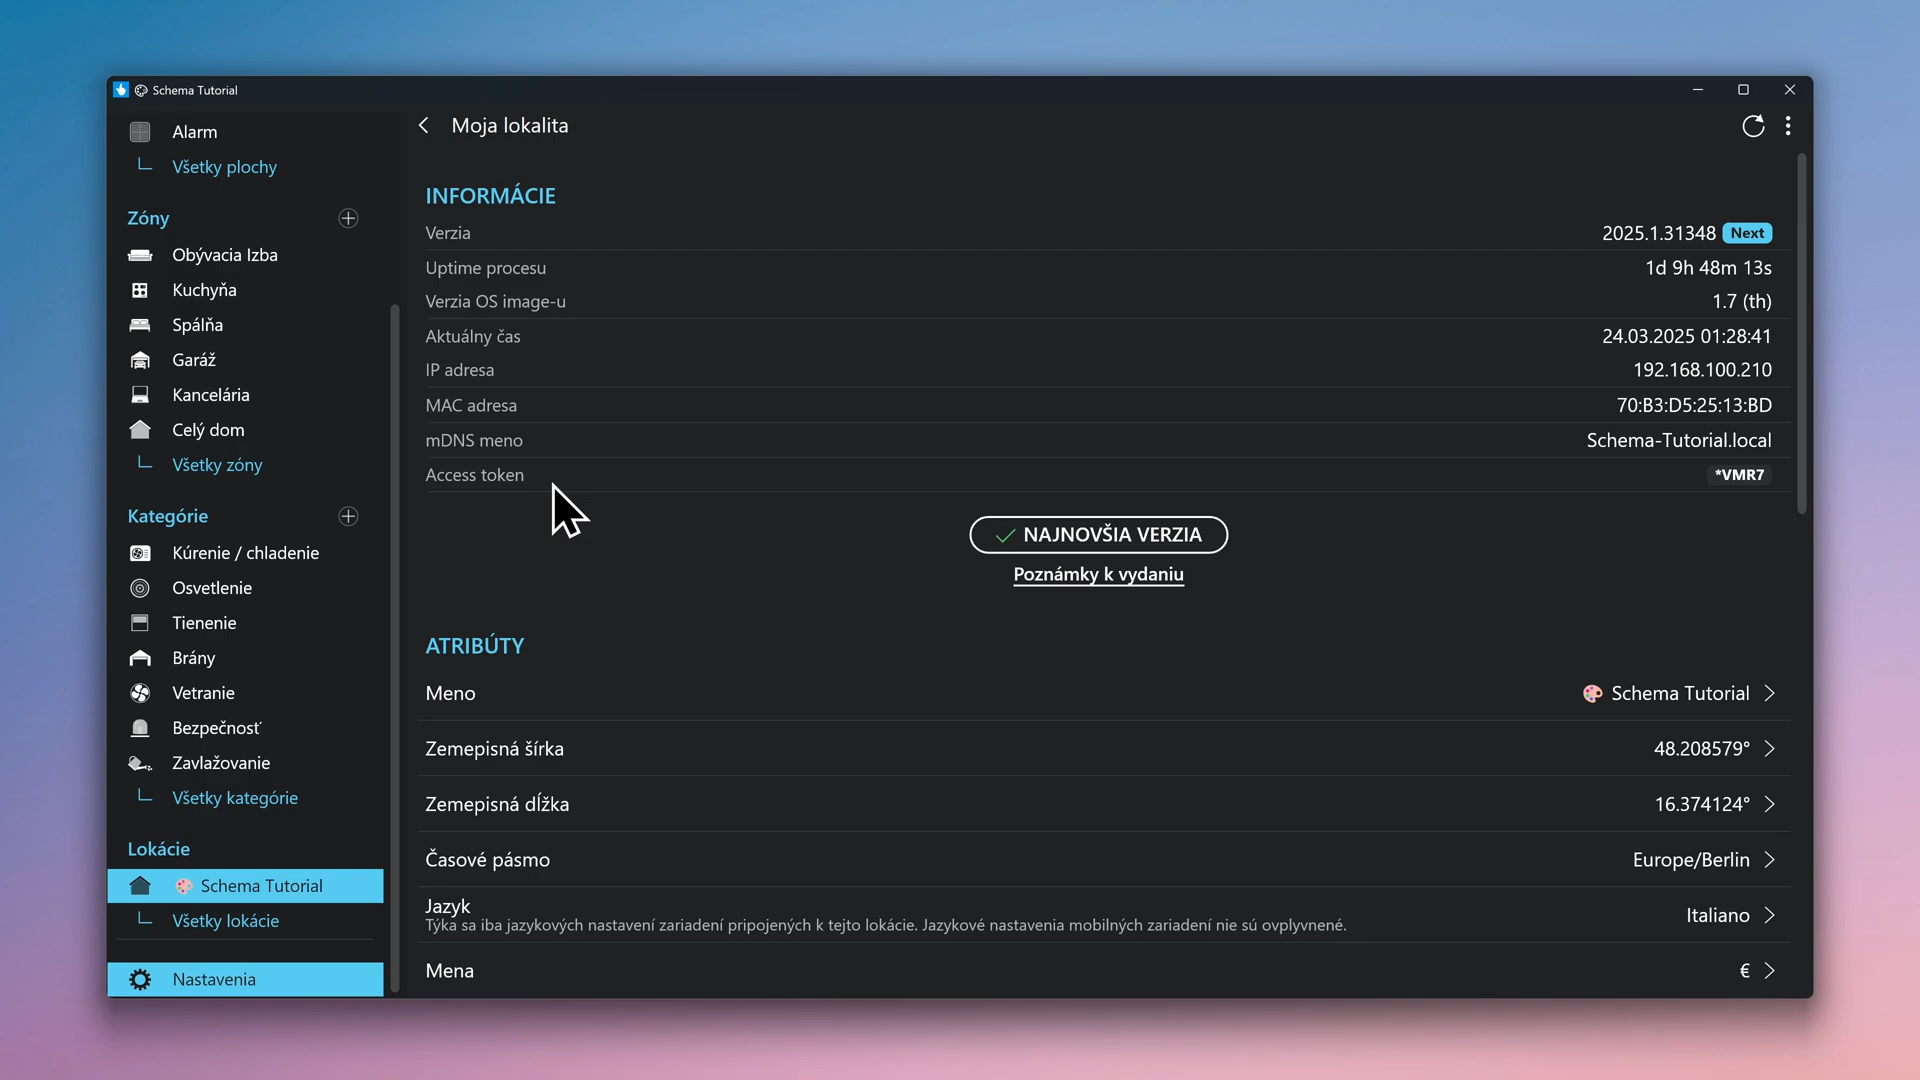 Schema Tutorial
Alarm
Všetky plochy
Zóny
Obývacia Izba
Kuchyňa
Spálňa
Garáž
Kancelária
Celý dom
Všetky zóny
Kategórie
Kúrenie / chladenie
Osvetlenie
Tienenie
Brány
Vetranie
Bezpečnosť
Zavlažovanie
Všetky kategórie
Lokácie
Schema Tutorial
Všetky lokácie
Nastavenia
Moja lokalita
INFORMÁCIE
Verzia 2025.1.31348 Next
Uptime procesu 1d 9h 48m 13s
Verzia OS image-u 1.7 (th)
Aktuálny čas 24.03.2025 01:28:41
IP adresa 192.168.100.210
MAC adresa 70:B3:D5:25:13:BD
mDNS meno Schema-Tutorial.local
Access token *VMR7
NAJNOVŠIA VERZIA
Poznámky k vydaniu
ATRIBÚTY
Meno Schema Tutorial
Zemepisná šírka 48.208579°
Zemepisná dĺžka 16.374124°
Časové pásmo Europe/Berlin
Jazyk Italiano
Týka sa iba jazykových nastavení zariadení pripojených k tejto lokácie. Jazykové nastavenia mobilných zariadení nie sú ovplyvnené.
Mena €